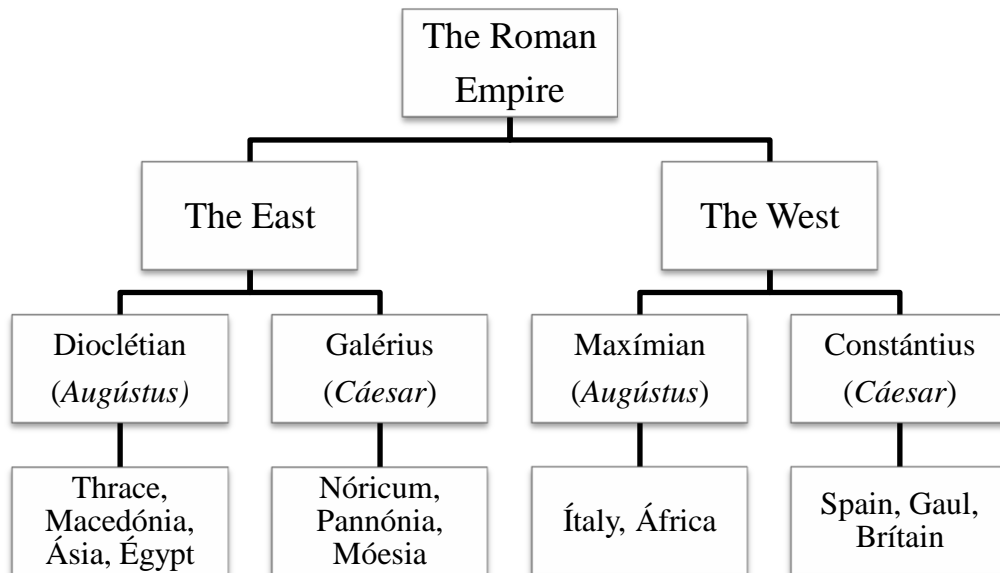 The Roman
Empire
The East
The West
Dioclétian
(Augústus)
Galérius
(Cáesar)
Maxímian
(Augústus)
Constántius
(Cáesar)
Thrace,
Macedónia,
Ásia, Égypt
Nóricum,
Pannónia,
Móesia
Ítaly, África
Spain, Gaul,
Brítain